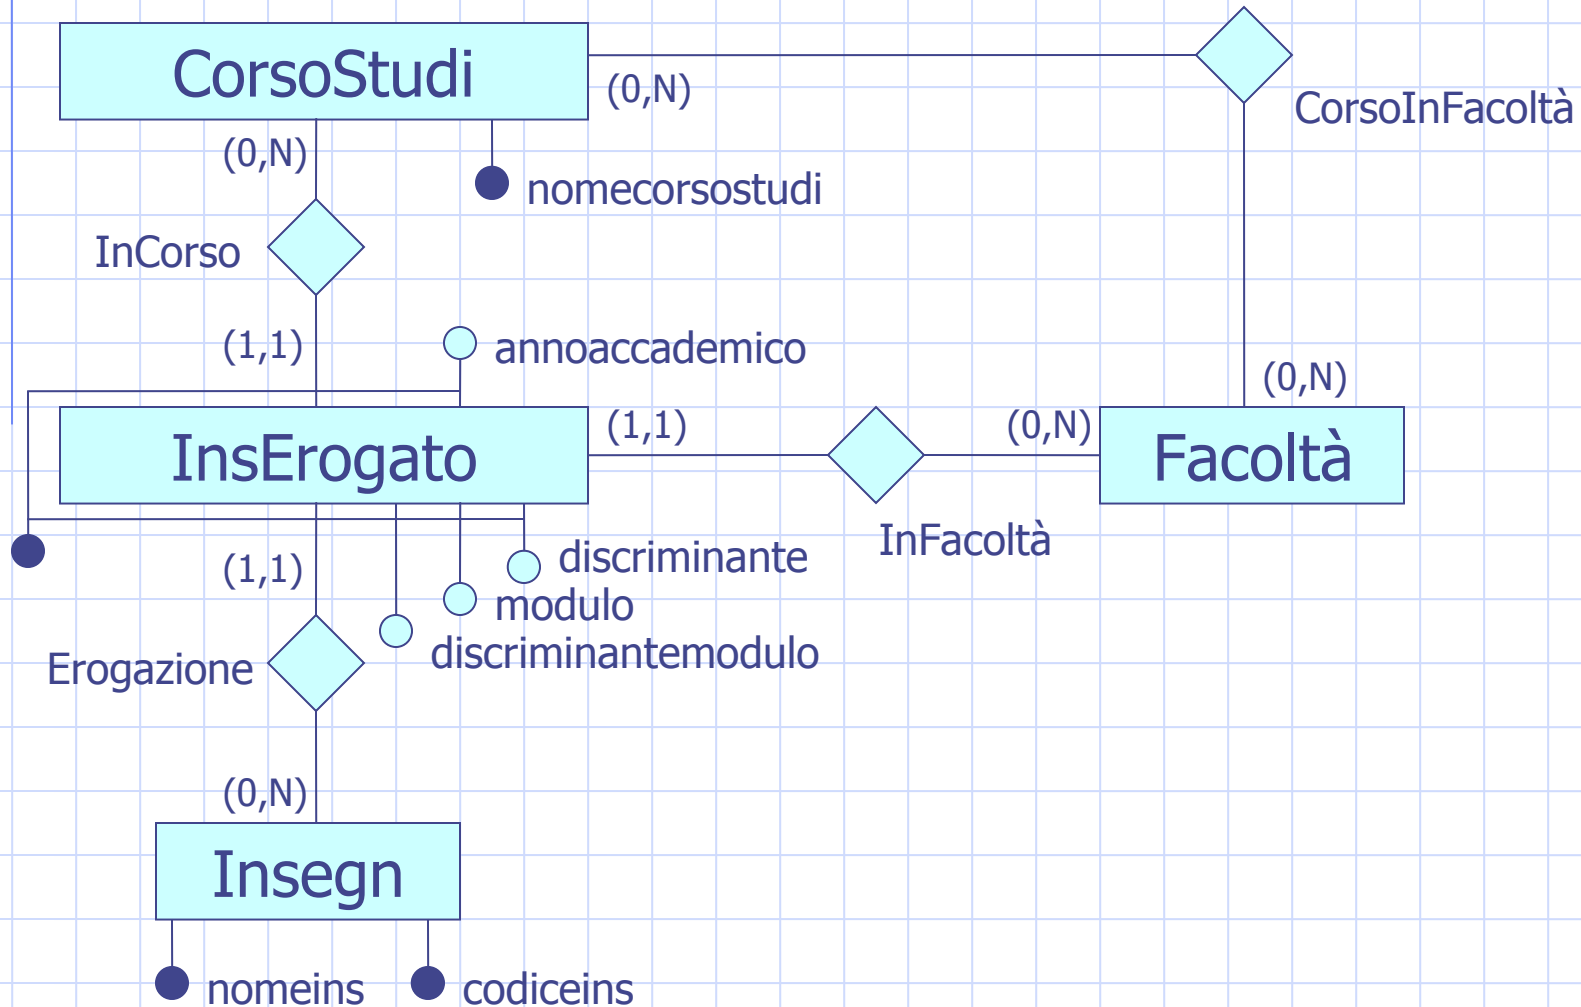 CorsoStudi
(0,N)
CorsoInFacoltà
(0,N)
nomecorsostudi
InCorso
(1,1)
annoaccademico
(0,N)
InsErogato
(1,1)
(0,N)
Facoltà
InFacoltà
(1,1)
discriminante
modulo
discriminantemodulo
Erogazione
(0,N)
Insegn
nomeins
codiceins